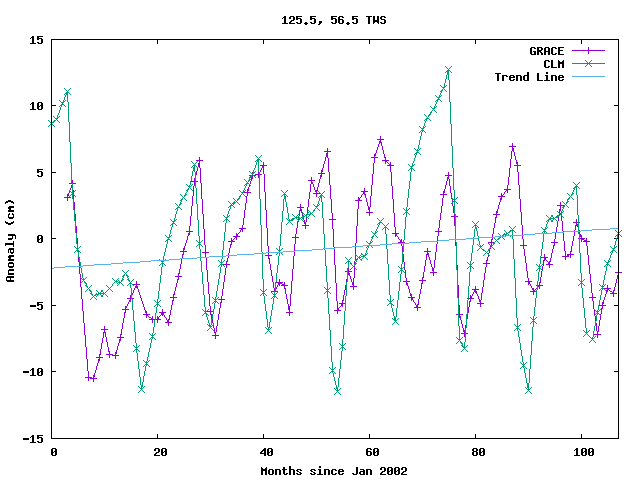 125.5, 56.5 TWS
GRACE
CLM
Trend Line
Anomaly (cm)
15
10
5
0
-5
-10
-15
0 20 40 60 80 100
Months since Jan 2002